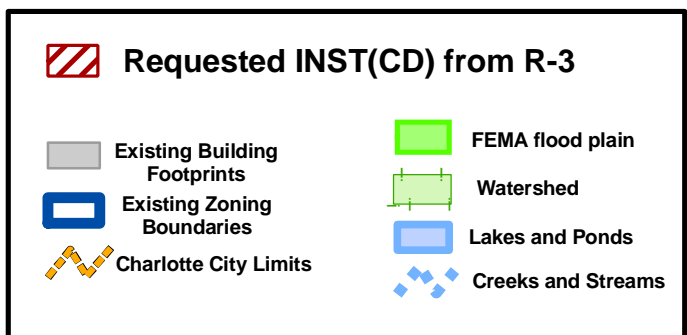 Requested INST(CD) from R-3
Existing Building
Footprints
Existing Zoning
Boundaries
Charlotte City Limits
FEMA flood plain
Watershed
Lakes and Ponds
Creeks and Streams